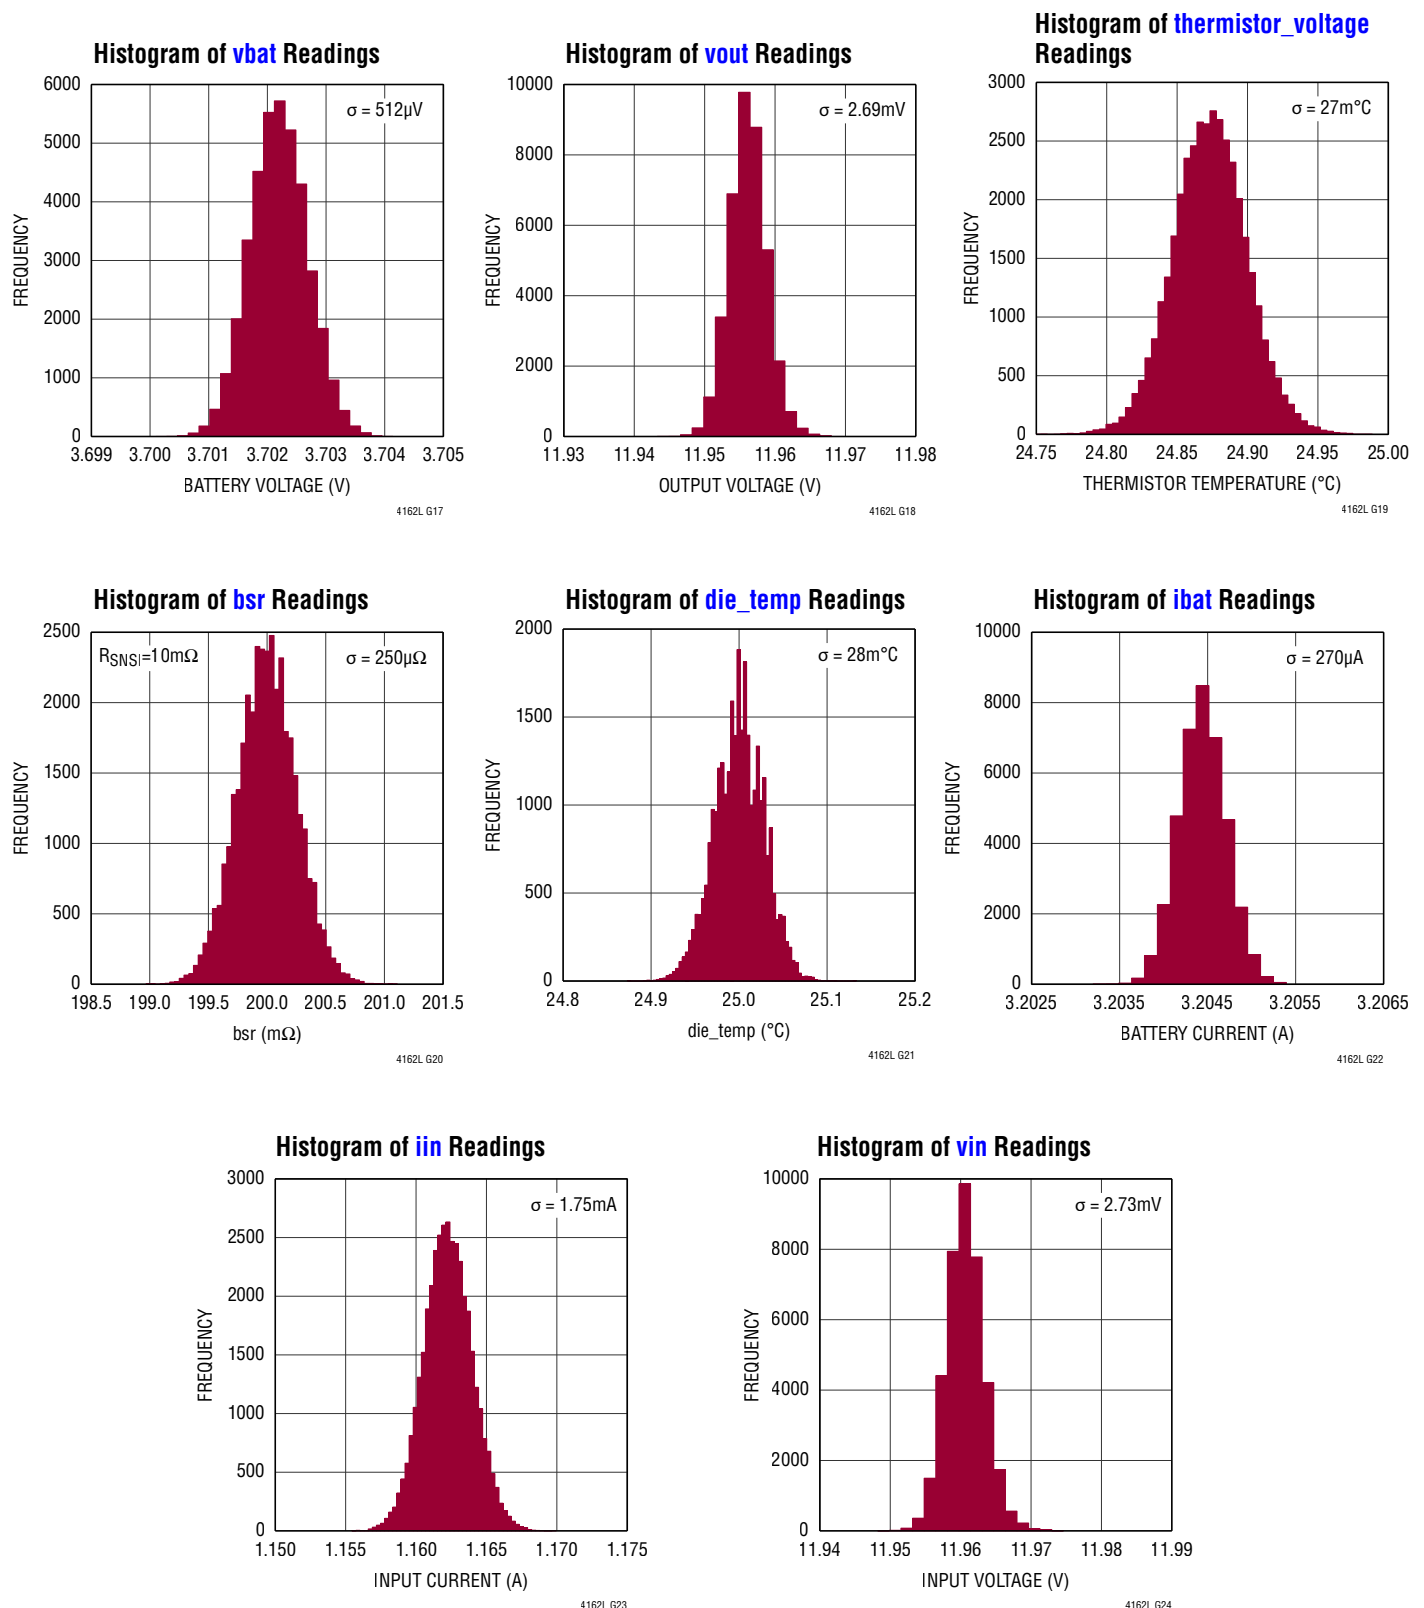 Histogram of vbat Readings
6000
5000
4000
3000
2000
1000
0
FREQUENCY
σ = 512µV
3.699 3.700 3.701 3.702 3.703 3.704 3.705
BATTERY VOLTAGE (V)
4162L G17
Histogram of vout Readings
10000
8000
6000
4000
2000
0
FREQUENCY
σ = 2.69mV
11.93 11.94 11.95 11.96 11.97 11.98
OUTPUT VOLTAGE (V)
4162L G18
Histogram of thermistor_voltage
Readings
3000
2500
2000
1500
1000
500
0
FREQUENCY
σ = 27m°C
24.75 24.80 24.85 24.90 24.95 25.00
THERMISTOR TEMPERATURE (°C)
4162L G19
Histogram of bsr Readings
2500
2000
1500
1000
500
0
FREQUENCY
RSNSI=10mΩ
σ = 250µΩ
198.5 199.0 199.5 200.0 200.5 201.0 201.5
bsr (mΩ)
4162L G20
Histogram of die_temp Readings
2000
1500
1000
500
0
FREQUENCY
σ = 28m°C
24.8 24.9 25.0 25.1 25.2
die_temp (°C)
4162L G21
Histogram of ibat Readings
10000
8000
6000
4000
2000
0
FREQUENCY
σ = 270µA
3.2025 3.2035 3.2045 3.2055 3.2065
BATTERY CURRENT (A)
4162L G22
Histogram of iin Readings
3000
2500
2000
1500
1000
500
0
FREQUENCY
σ = 1.75mA
1.150 1.155 1.160 1.165 1.170 1.175
INPUT CURRENT (A)
4162L G23
Histogram of vin Readings
10000
8000
6000
4000
2000
0
FREQUENCY
σ = 2.73mV
11.94 11.95 11.96 11.97 11.98 11.99
INPUT VOLTAGE (V)
4162L G24